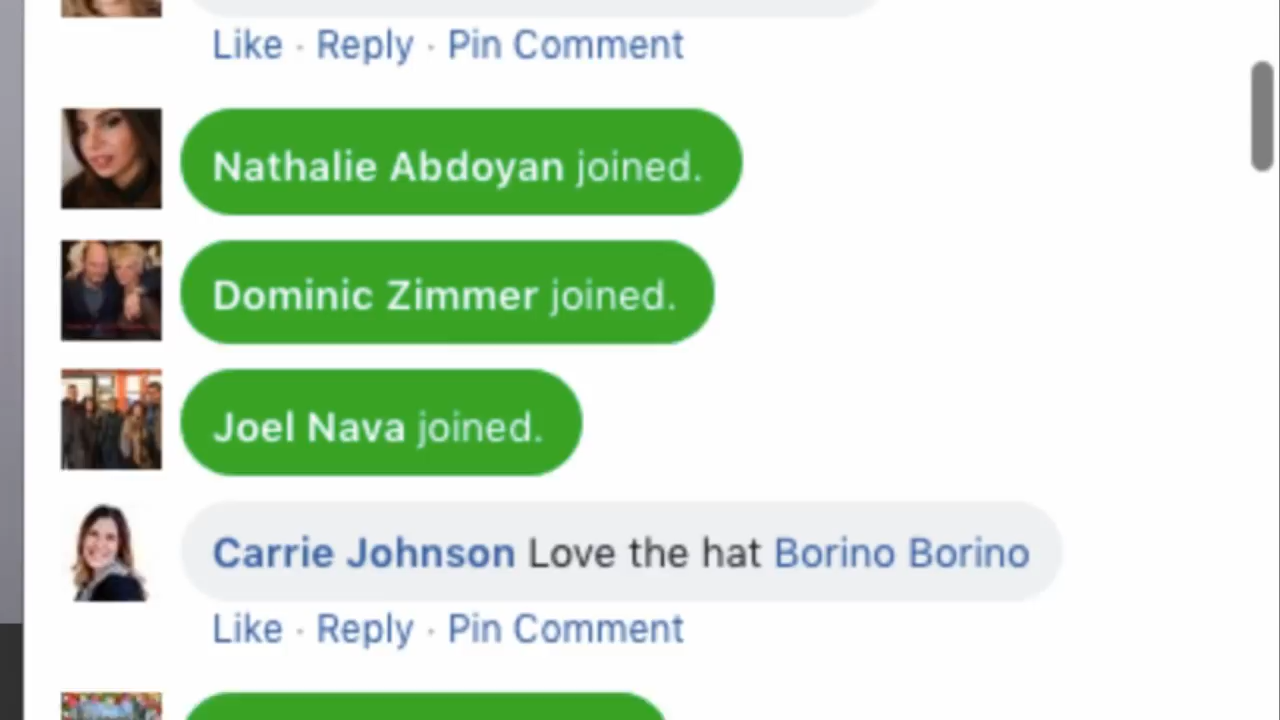 Like · Reply · Pin Comment
Nathalie Abdoyan joined.
Dominic Zimmer joined.
Joel Nava joined.
Carrie Johnson Love the hat Borino Borino
Like · Reply · Pin Comment